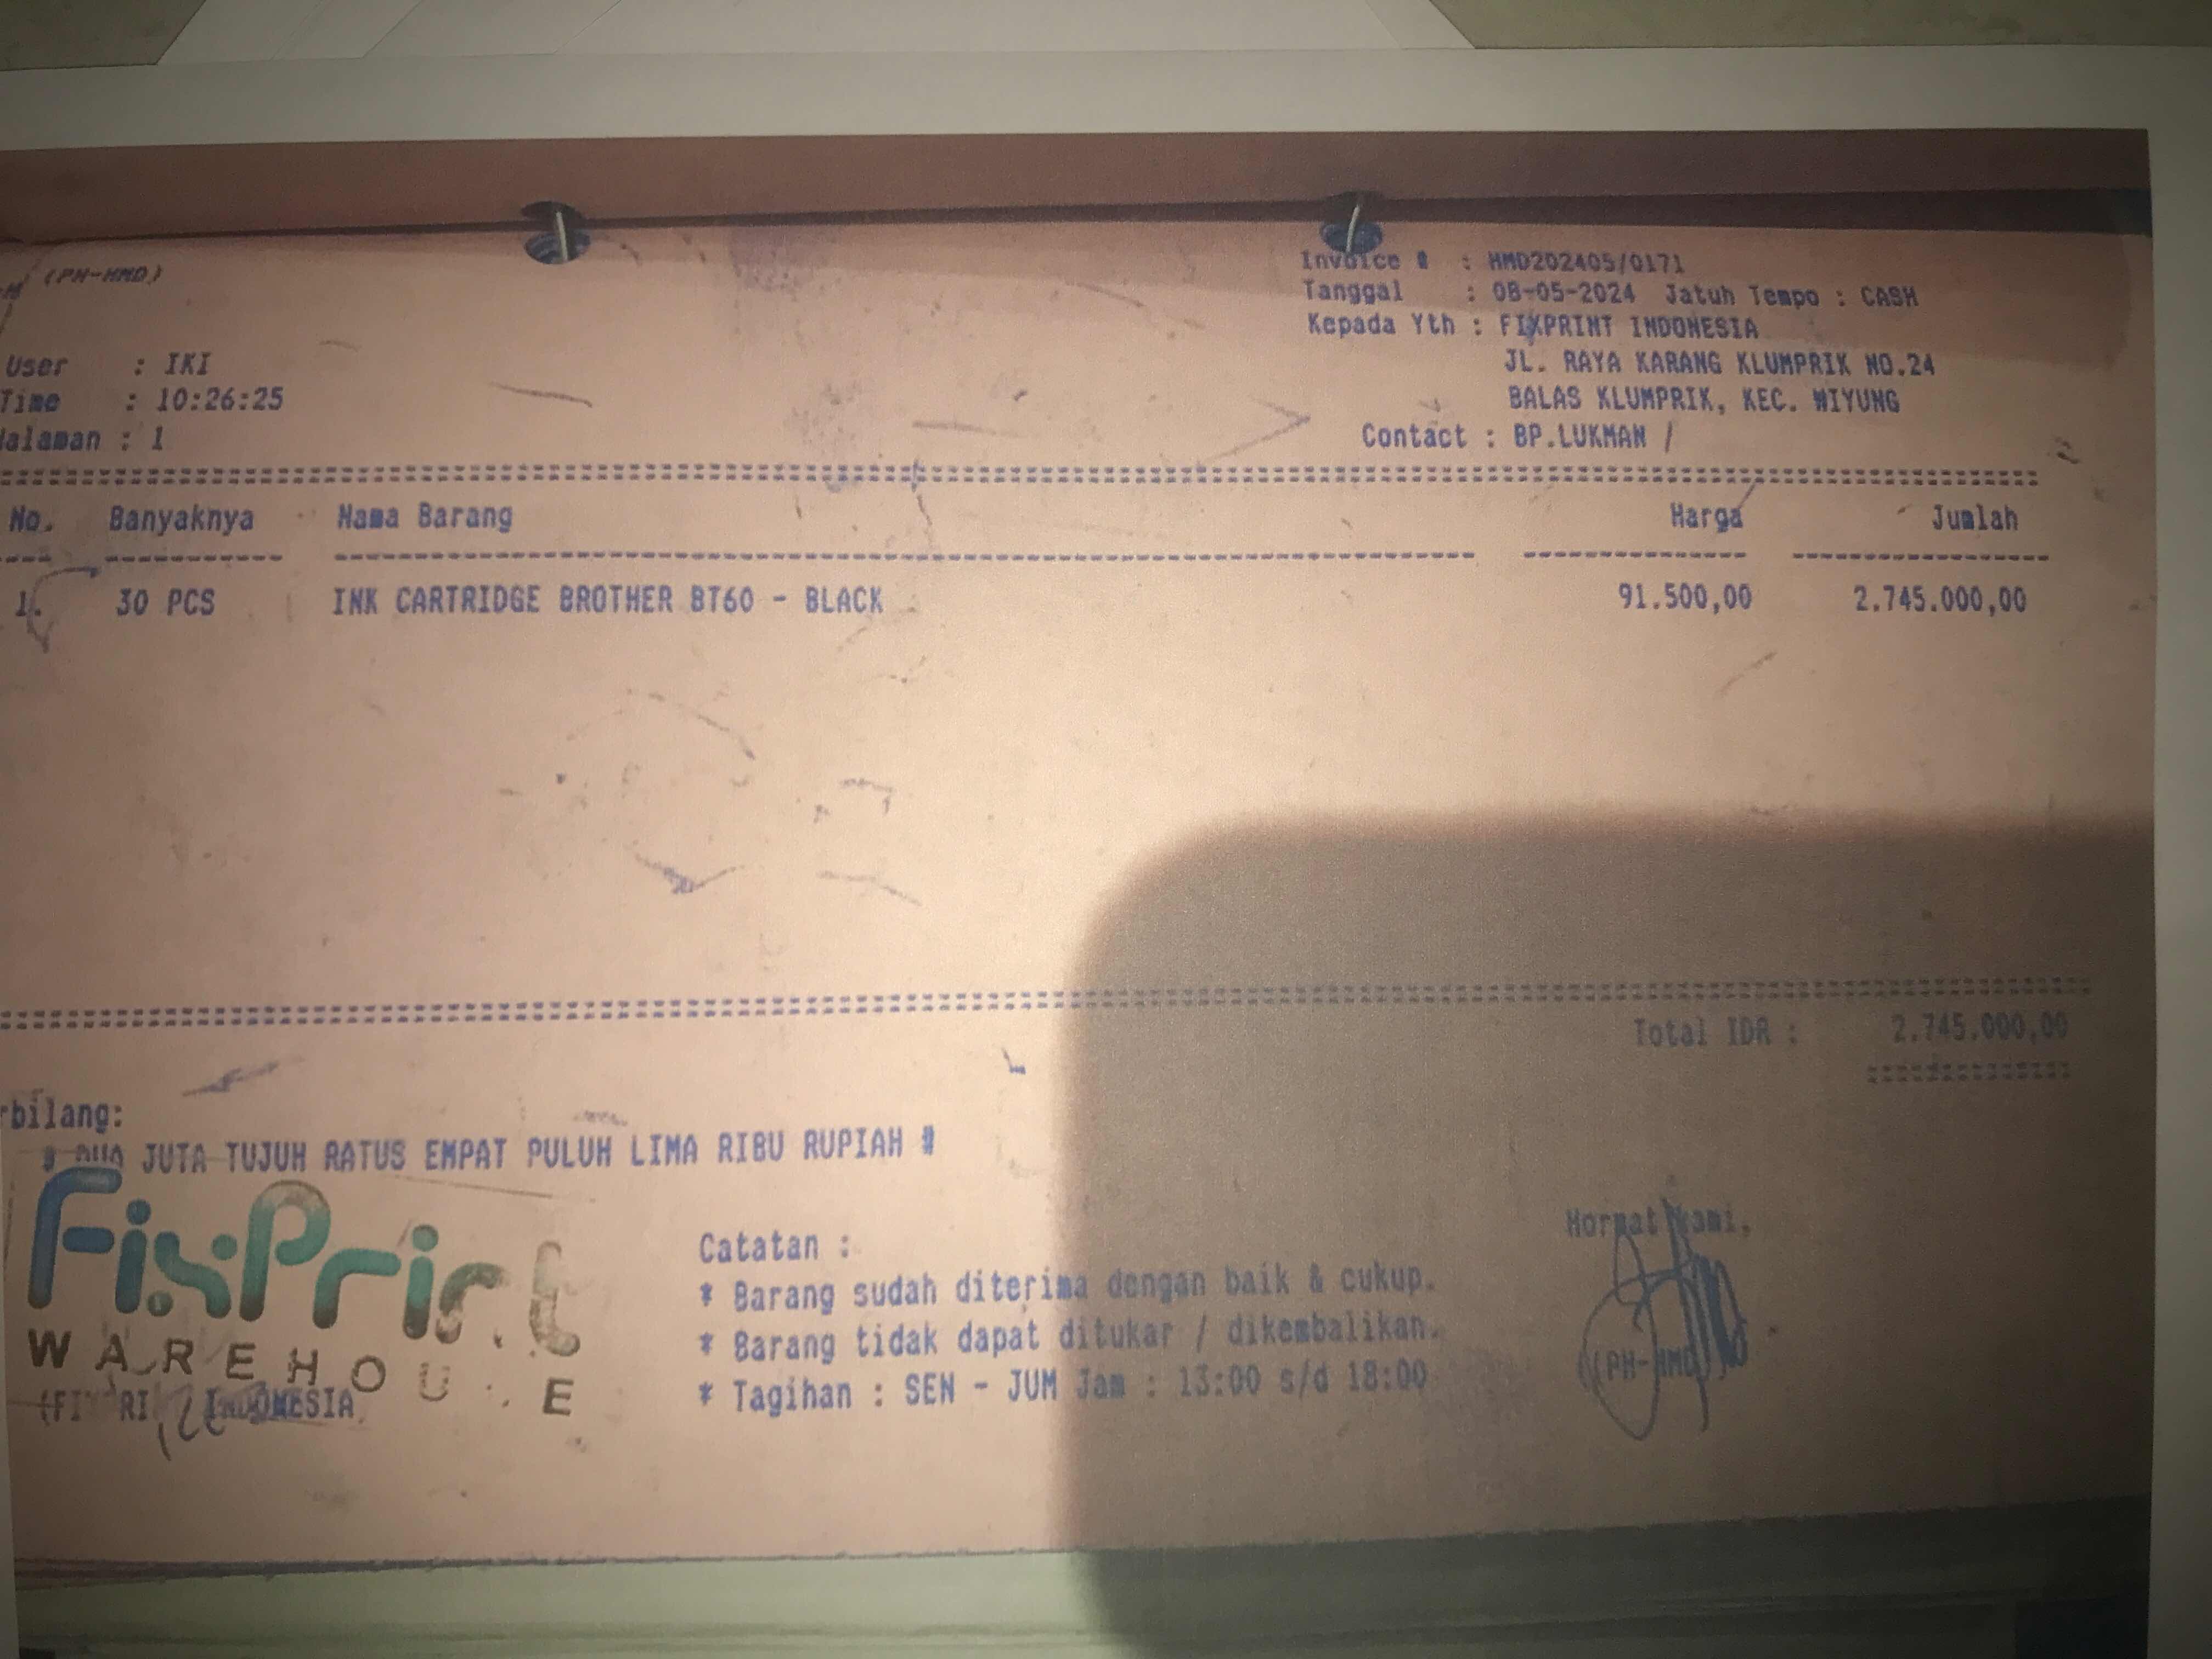 (PH-HMD)
Invoice # : HMD202405/0171
Tanggal : 08-05-2024 Jatuh Tempo : CASH
Kepada Yth : FIXPRINT INDONESIA
JL. RAYA KARANG KLUMPRIK NO.24
BALAS KLUMPRIK, KEC. WIYUNG
Contact : BP.LUKMAN /
User : IKI
Time : 10:26:25
Halaman : 1
No. Banyaknya Nama Barang Harga Jumlah
1. 30 PCS INK CARTRIDGE BROTHER BT60 - BLACK 91.500,00 2.745.000,00
Total IDR : 2.745.000,00
rbilang:
# DUA JUTA TUJUH RATUS EMPAT PULUH LIMA RIBU RUPIAH #
FixPrint
WAREHOUSE
INDONESIA
Catatan :
* Barang sudah diterima dengan baik & cukup.
* Barang tidak dapat ditukar / dikembalikan.
* Tagihan : SEN - JUM Jam : 13:00 s/d 18:00
Hormat kami,
(PH-HMD)